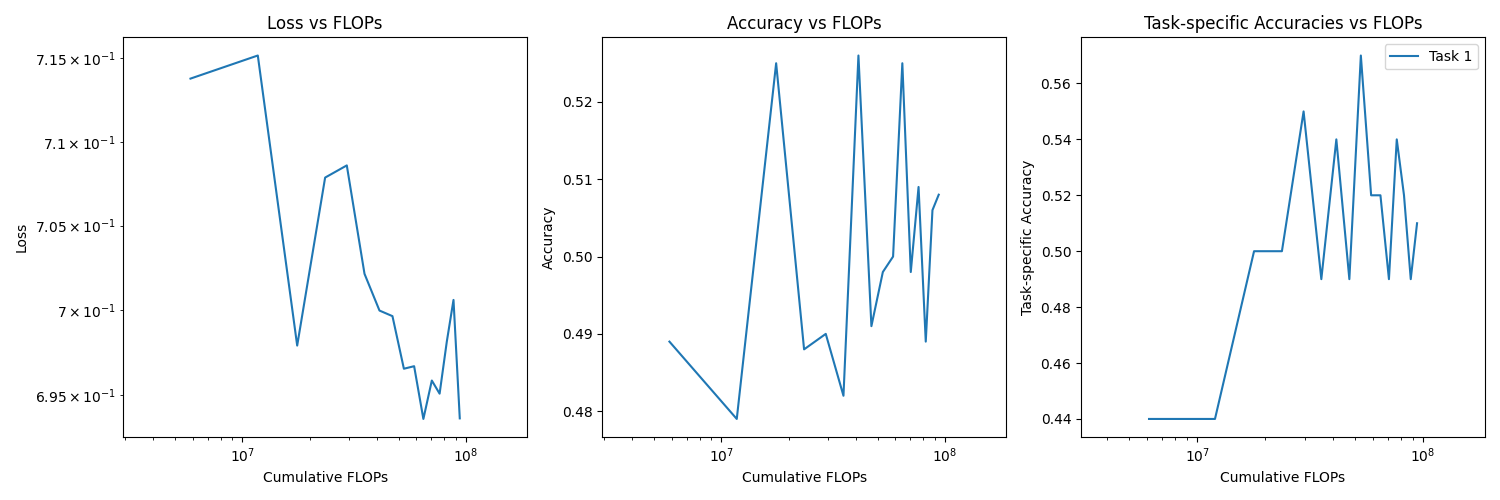 Loss vs FLOPs
7.15 × 10⁻¹
7.1 × 10⁻¹
7.05 × 10⁻¹
7 × 10⁻¹
6.95 × 10⁻¹
Loss
10⁷
10⁸
Cumulative FLOPs
Accuracy vs FLOPs
0.52
0.51
0.50
0.49
0.48
Accuracy
10⁷
10⁸
Cumulative FLOPs
Task-specific Accuracies vs FLOPs
Task 1
0.56
0.54
0.52
0.50
0.48
0.46
0.44
Task-specific Accuracy
10⁷
10⁸
Cumulative FLOPs